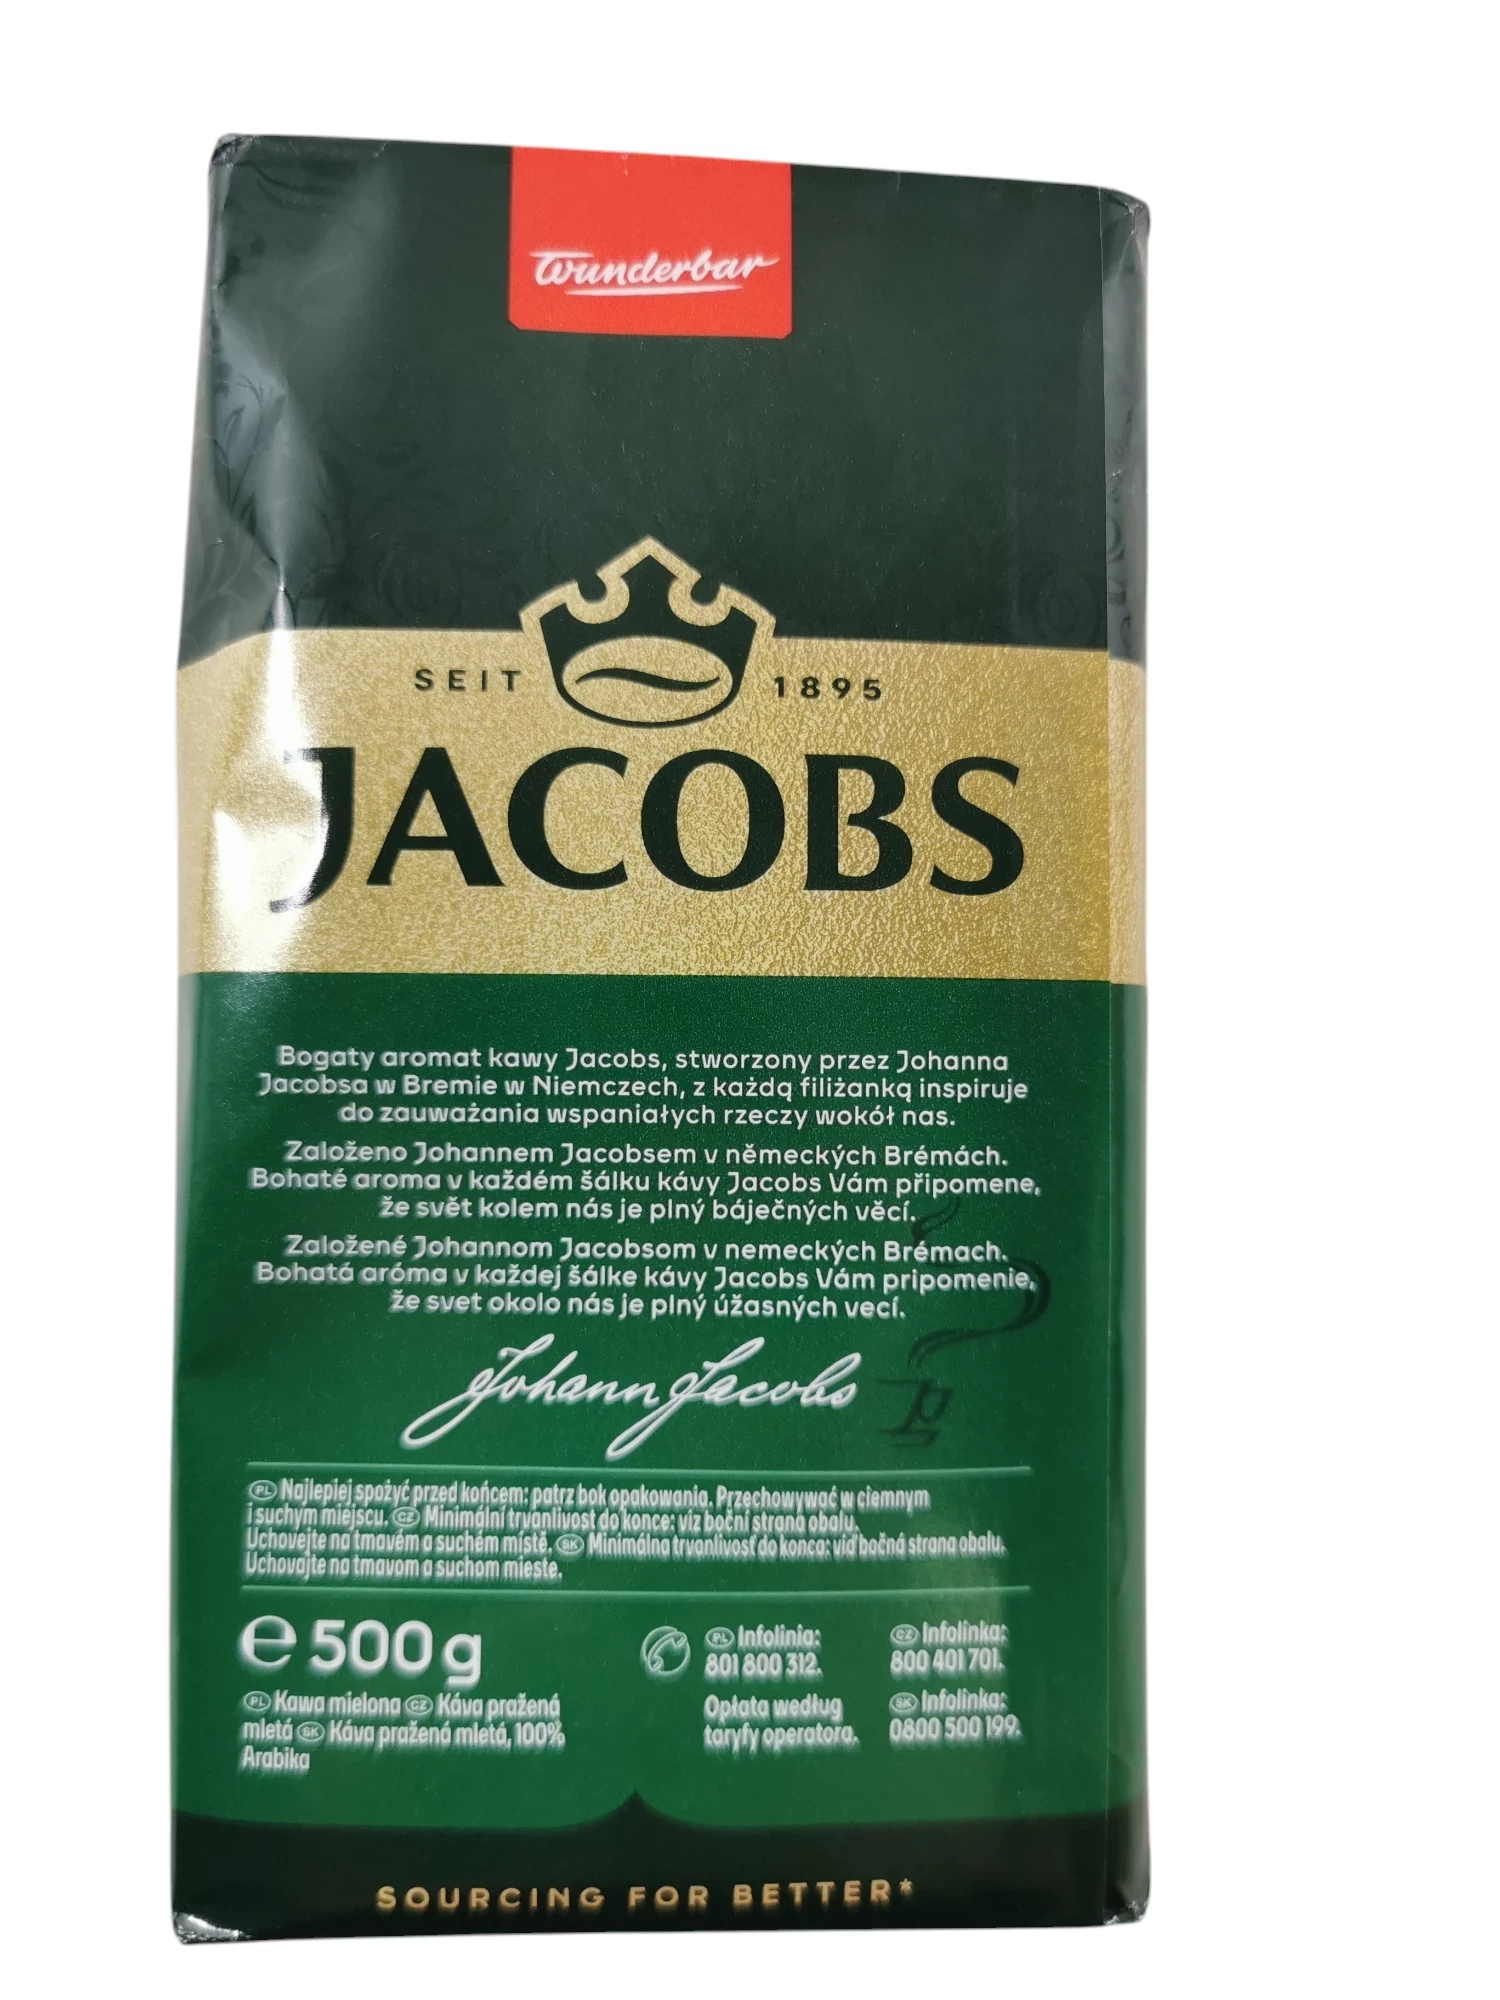 Wunderbar
SEIT 1895
JACOBS
Bogaty aromat kawy Jacobs, stworzony przez Johanna
Jacobsa w Bremie w Niemczech, z każdą filiżanką inspiruje
do zauważania wspaniałych rzeczy wokół nas.
Založeno Johannem Jacobsem v německých Brémách.
Bohaté aroma v každém šálku kávy Jacobs Vám připomene,
že svět kolem nás je plný báječných věcí.
Založené Johannom Jacobsom v nemeckých Brémach.
Bohatá aróma v každej šálke kávy Jacobs Vám pripomenie,
že svet okolo nás je plný úžasných vecí.
Johann Jacobs
PL Najlepiej spożyć przed końcem: patrz bok opakowania. Przechowywać w ciemnym
i suchym miejscu. CZ Minimální trvanlivost do konce: viz boční strana obalu.
Uchovejte na tmavém a suchém místě. SK Minimálna trvanlivosť do konca: viď bočná strana obalu.
Uchovajte na tmavom a suchom mieste.
e 500 g
PL Kawa mielona CZ Káva pražená
mletá SK Káva pražená mletá, 100%
Arabika
PL Infolinia:
801 800 312.
Opłata według
taryfy operatora.
CZ Infolinka:
800 401 701.
SK Infolinka:
0800 500 199.
SOURCING FOR BETTER*